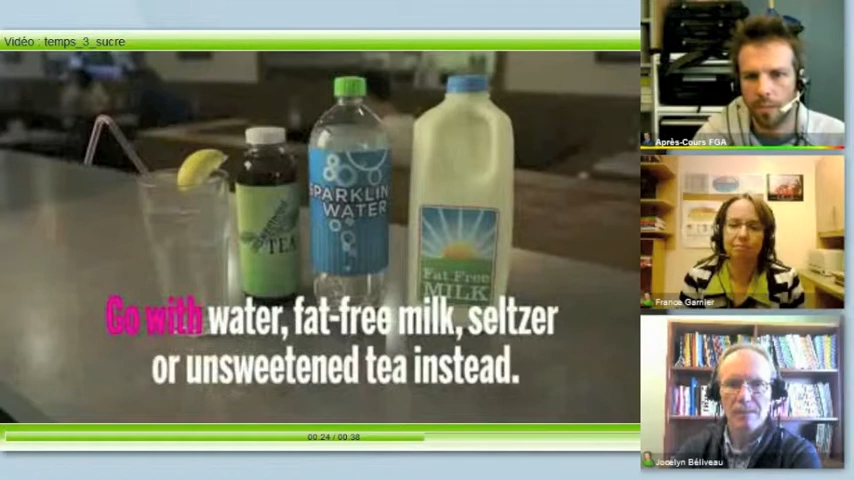 Vidéo : temps_3_sucre
Après-Cours FGA
TEA
SPARKLING
WATER
Fat Free
MILK
France Garnier
Go with water, fat-free milk, seltzer
or unsweetened tea instead.
00:24 / 00:38
Jocelyn Béliveau